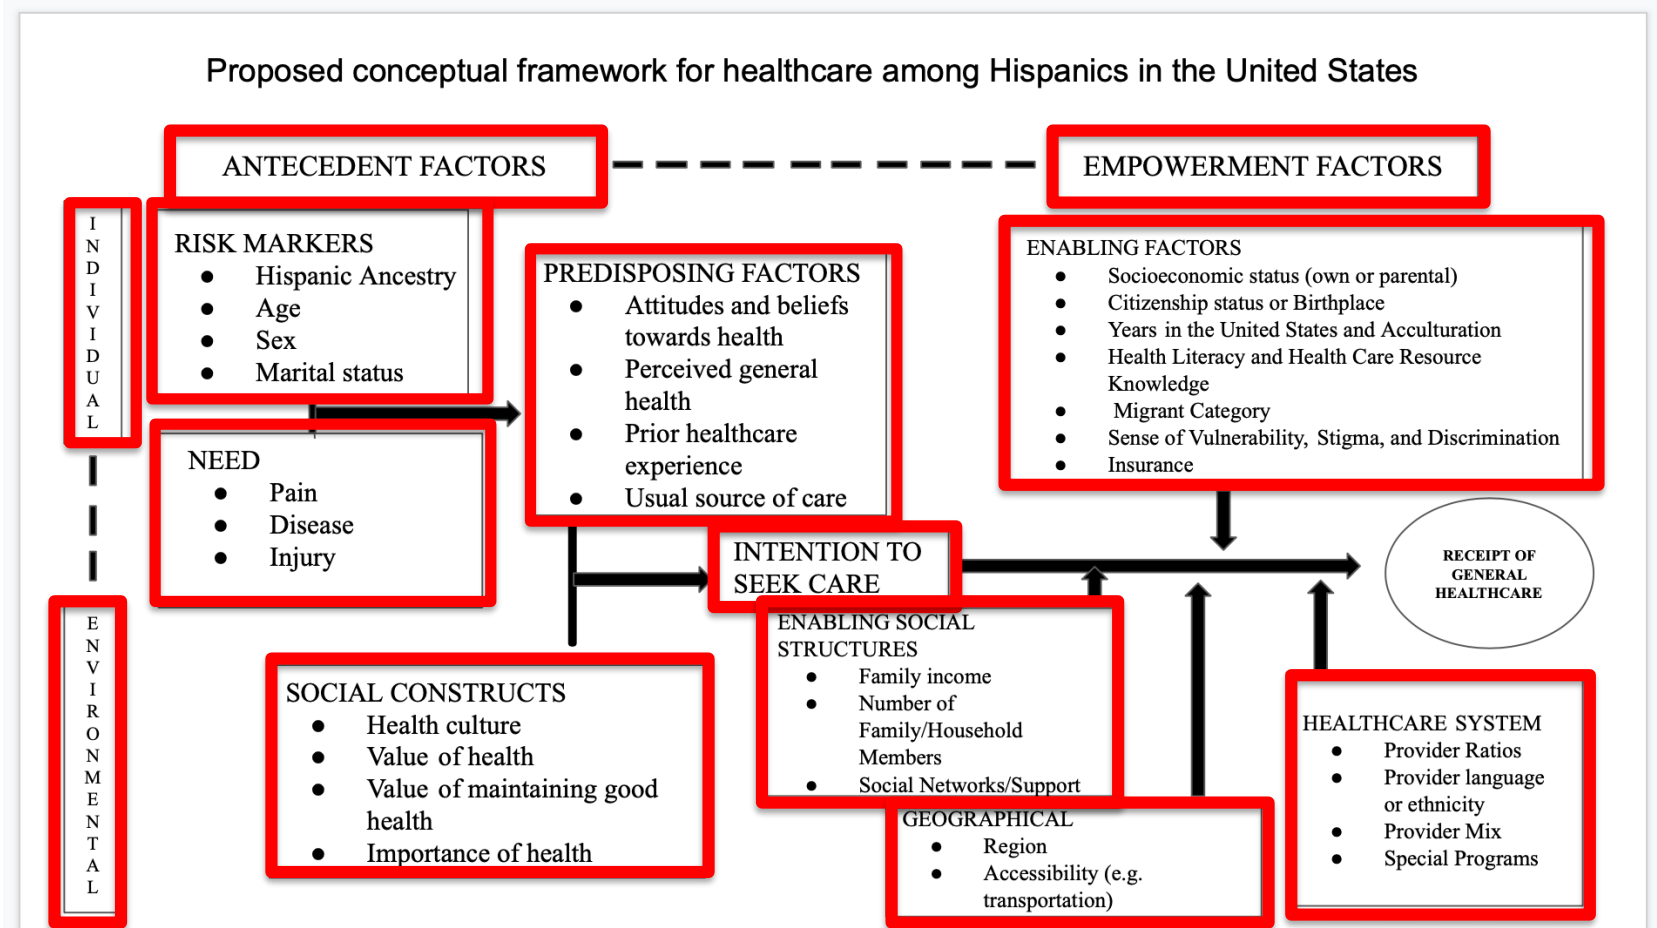 Proposed conceptual framework for healthcare among Hispanics in the United States
ANTECEDENT FACTORS
EMPOWERMENT FACTORS
INDIVIDUAL
RISK MARKERS
● Hispanic Ancestry
● Age
● Sex
● Marital status
NEED
● Pain
● Disease
● Injury
PREDISPOSING FACTORS
● Attitudes and beliefs
towards health
● Perceived general
health
● Prior healthcare
experience
● Usual source of care
ENABLING FACTORS
● Socioeconomic status (own or parental)
● Citizenship status or Birthplace
● Years in the United States and Acculturation
● Health Literacy and Health Care Resource
Knowledge
● Migrant Category
● Sense of Vulnerability, Stigma, and Discrimination
● Insurance
INTENTION TO
SEEK CARE
RECEIPT OF
GENERAL
HEALTHCARE
ENVIRONMENTAL
SOCIAL CONSTRUCTS
● Health culture
● Value of health
● Value of maintaining good
health
● Importance of health
ENABLING SOCIAL
STRUCTURES
● Family income
● Number of
Family/Household
Members
● Social Networks/Support
GEOGRAPHICAL
● Region
● Accessibility (e.g.
transportation)
HEALTHCARE SYSTEM
● Provider Ratios
● Provider language
or ethnicity
● Provider Mix
● Special Programs